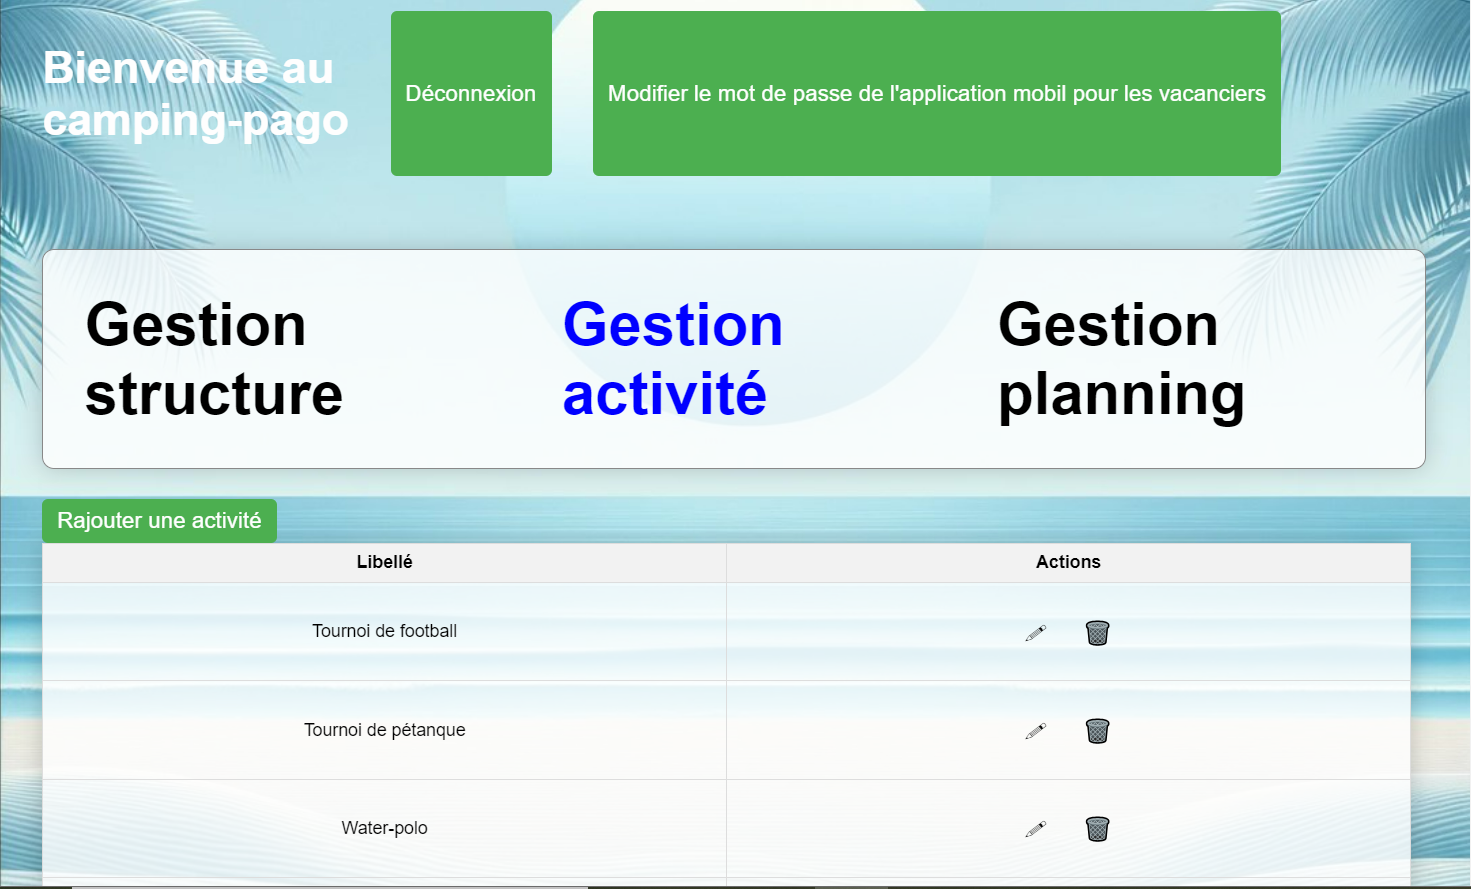 Bienvenue au
camping-pago
Déconnexion
Modifier le mot de passe de l'application mobil pour les vacanciers
Gestion
structure
Gestion
activité
Gestion
planning
Rajouter une activité
Libellé
Actions
Tournoi de football
Tournoi de pétanque
Water-polo